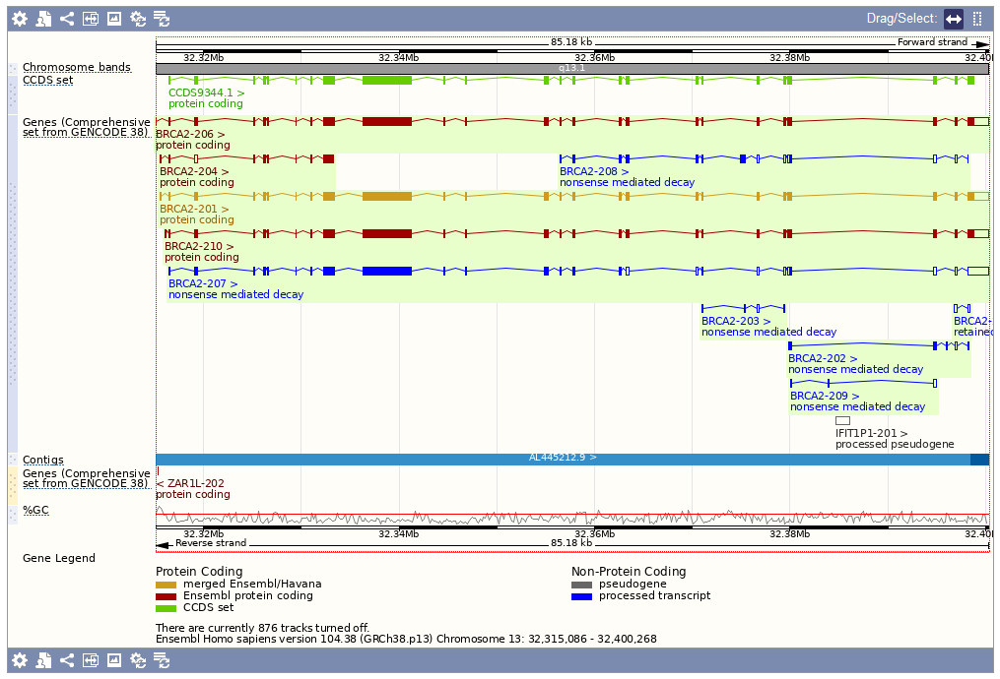 Drag/Select:
85.18 kb Forward strand
32.32Mb 32.34Mb 32.36Mb 32.38Mb 32.40
Chromosome bands q13.1
CCDS set
CCDS9344.1 >
protein coding
Genes (Comprehensive
set from GENCODE 38)
BRCA2-206 >
protein coding
BRCA2-204 > BRCA2-208 >
protein coding nonsense mediated decay
BRCA2-201 >
protein coding
BRCA2-210 >
protein coding
BRCA2-207 >
nonsense mediated decay
BRCA2-203 > BRCA2-
nonsense mediated decay retained
BRCA2-202 >
nonsense mediated decay
BRCA2-209 >
nonsense mediated decay
IFIT1P1-201 >
processed pseudogene
Contigs AL445212.9 >
Genes (Comprehensive
set from GENCODE 38)
< ZAR1L-202
protein coding
%GC
32.32Mb 32.34Mb 32.36Mb 32.38Mb 32.40
Reverse strand 85.18 kb
Gene Legend
Protein Coding Non-Protein Coding
merged Ensembl/Havana pseudogene
Ensembl protein coding processed transcript
CCDS set
There are currently 876 tracks turned off.
Ensembl Homo sapiens version 104.38 (GRCh38.p13) Chromosome 13: 32,315,086 - 32,400,268